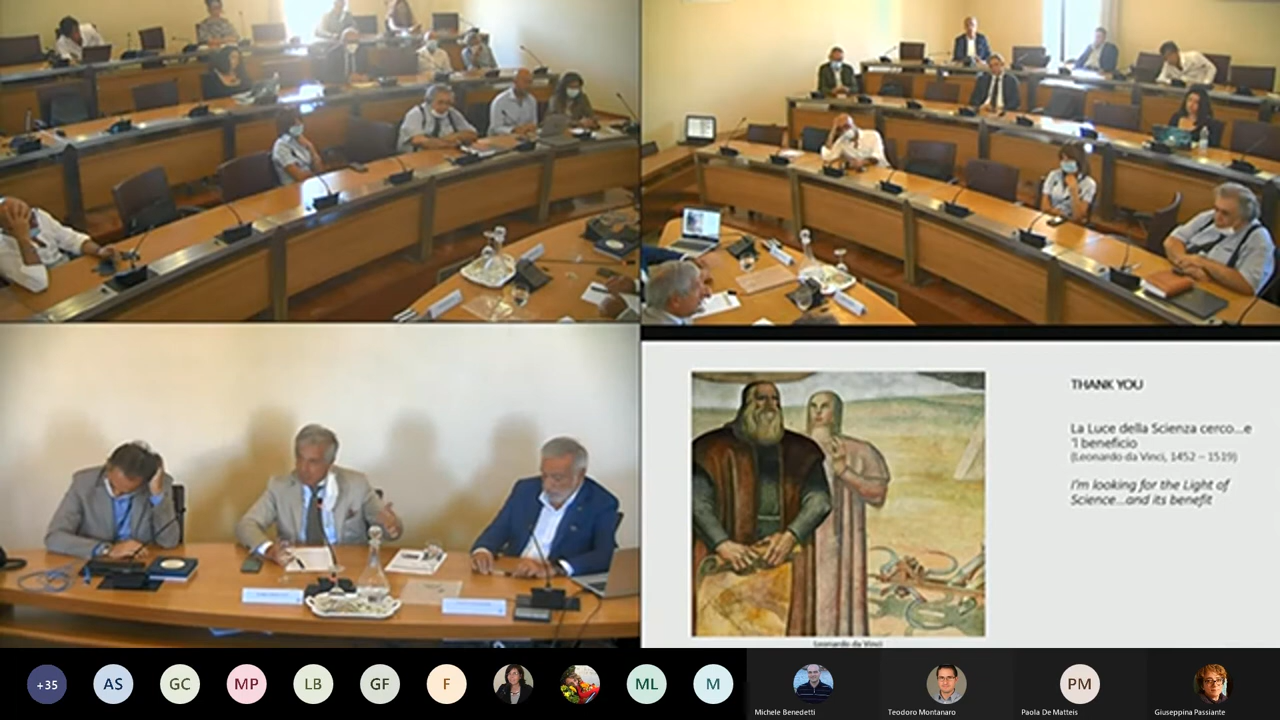 THANK YOU
La Luce della Scienza cerco...e
'l beneficio
(Leonardo da Vinci, 1452 – 1519)
I'm looking for the Light of
Science...and its benefit
Leonardo da Vinci
+35
AS
GC
MP
LB
GF
F
ML
M
PM
Michele Benedetti
Teodoro Montanaro
Paola De Matteis
Giuseppina Passiante